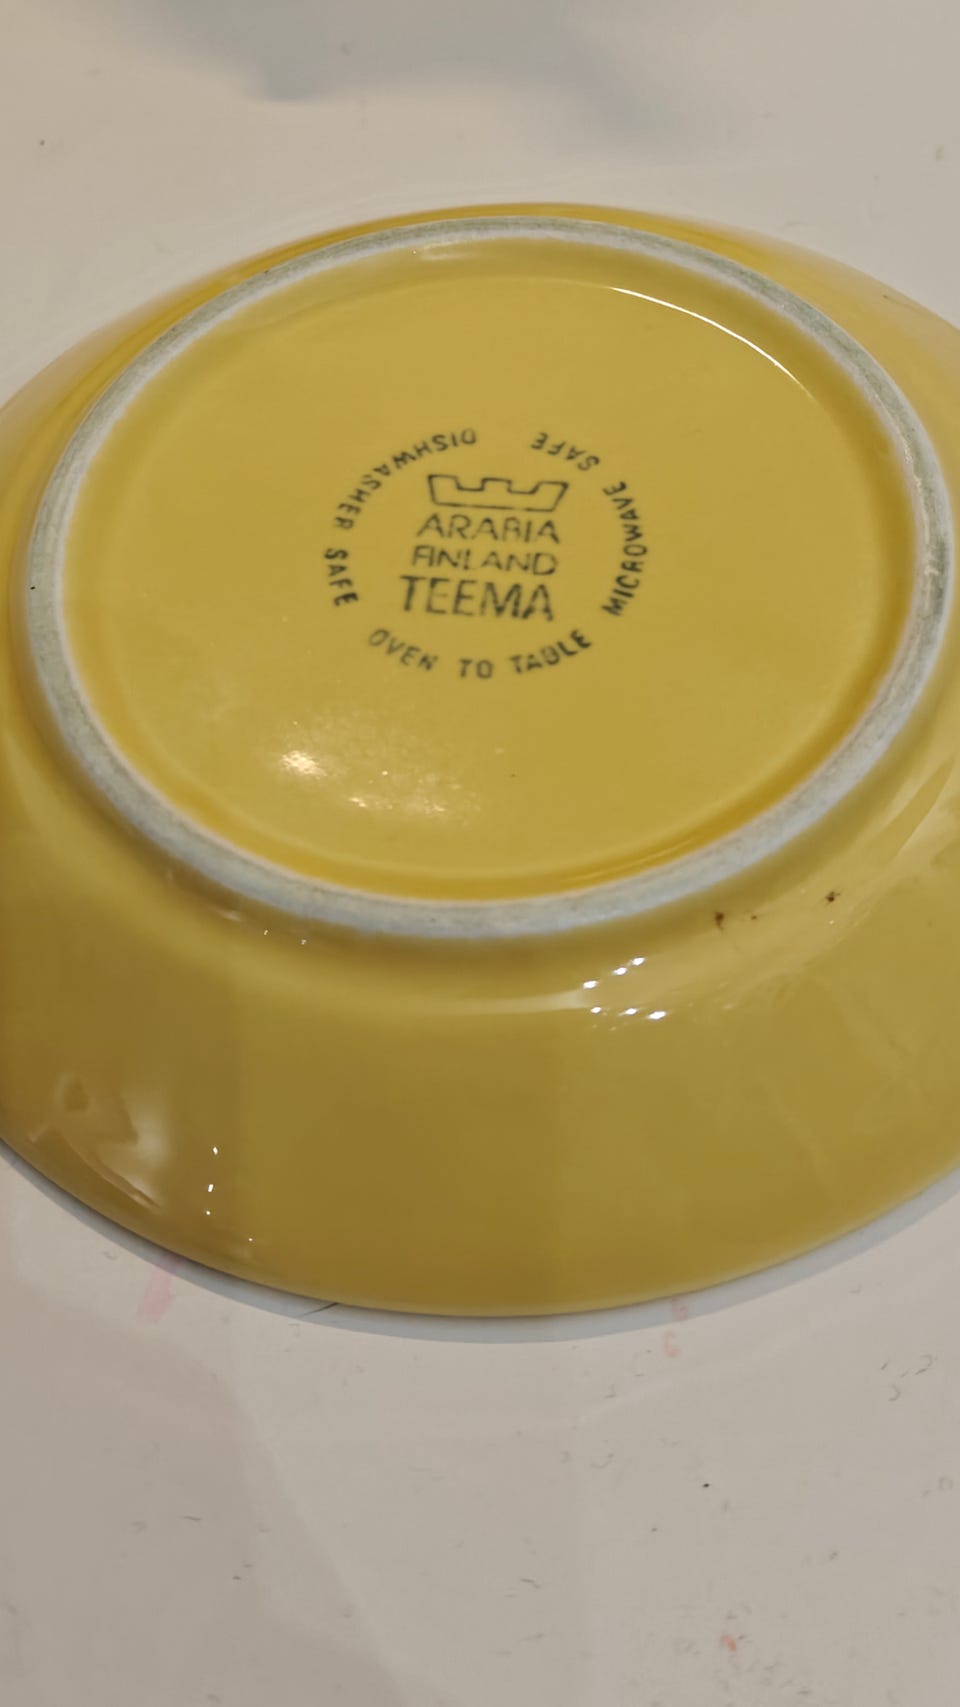 ARABIA
FINLAND
TEEMA
DISHWASHER SAFE
OVEN TO TABLE
MICROWAVE SAFE